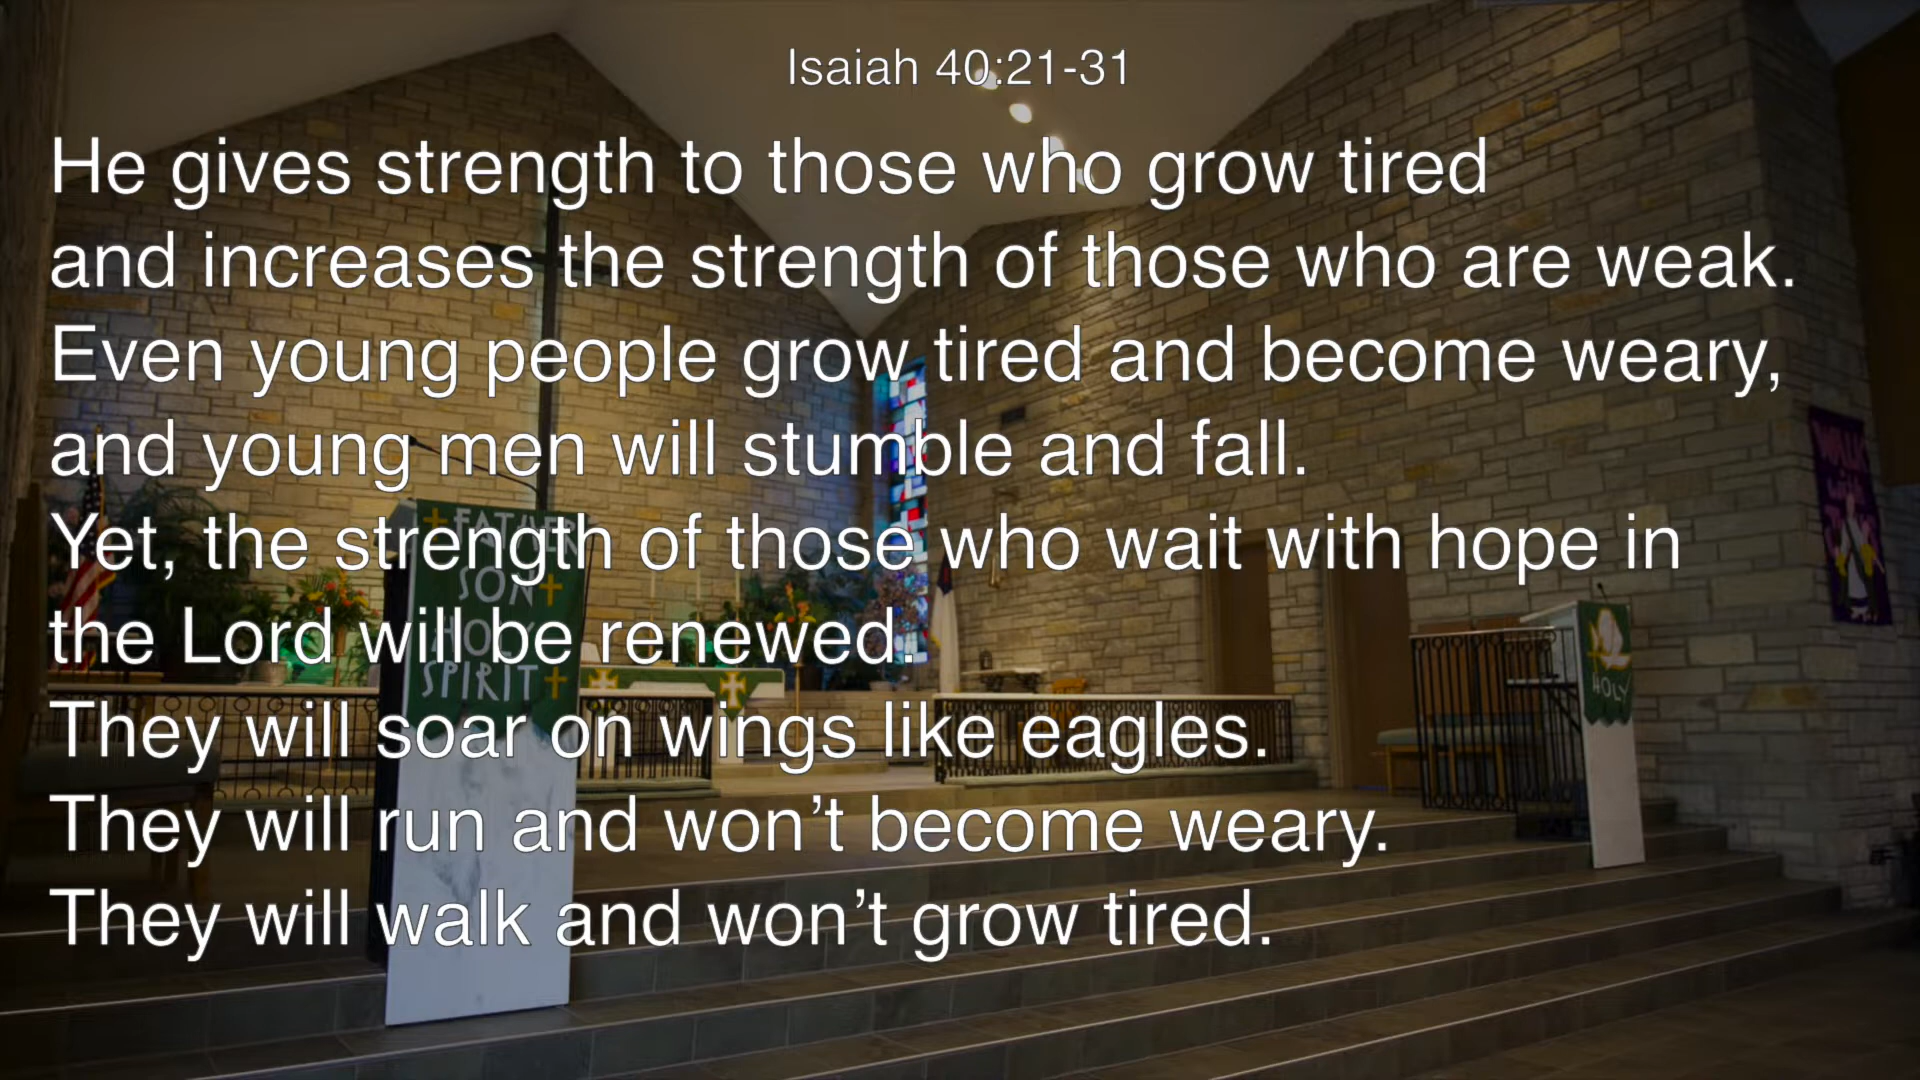 Isaiah 40:21-31
He gives strength to those who grow tired
and increases the strength of those who are weak.
Even young people grow tired and become weary,
and young men will stumble and fall.
Yet, the strength of those who wait with hope in
the Lord will be renewed.
They will soar on wings like eagles.
They will run and won’t become weary.
They will walk and won’t grow tired.
FATHER
SON
HOLY
SPIRIT
HOLY
WALK